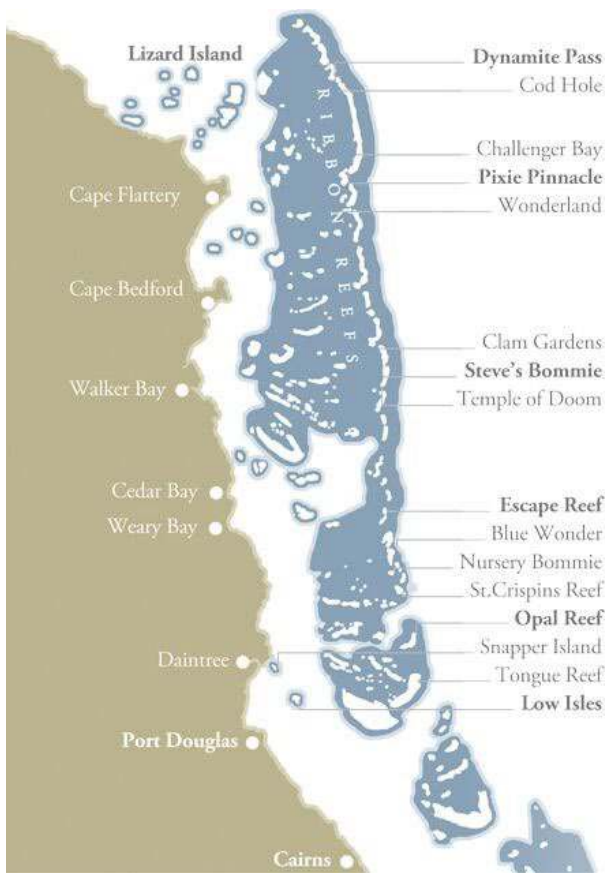 Lizard Island
Dynamite Pass
Cod Hole
Challenger Bay
Pixie Pinnacle
Wonderland
RIBBON REEFS
Cape Flattery
Cape Bedford
Clam Gardens
Steve's Bommie
Temple of Doom
Walker Bay
Cedar Bay
Weary Bay
Escape Reef
Blue Wonder
Nursery Bommie
St.Crispins Reef
Opal Reef
Snapper Island
Tongue Reef
Low Isles
Daintree
Port Douglas
Cairns